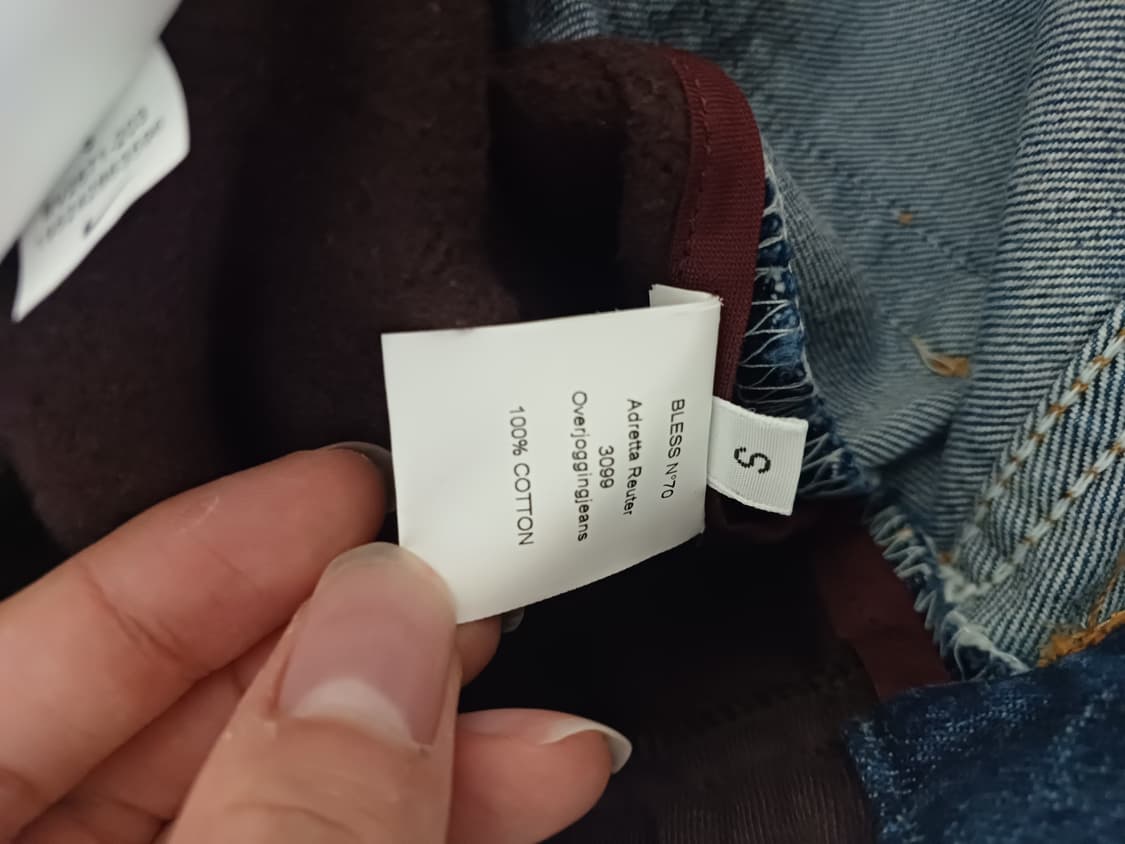 BLESS N°70
Adretta Reuter
3099
Overjoggingjeans
100% COTTON
S